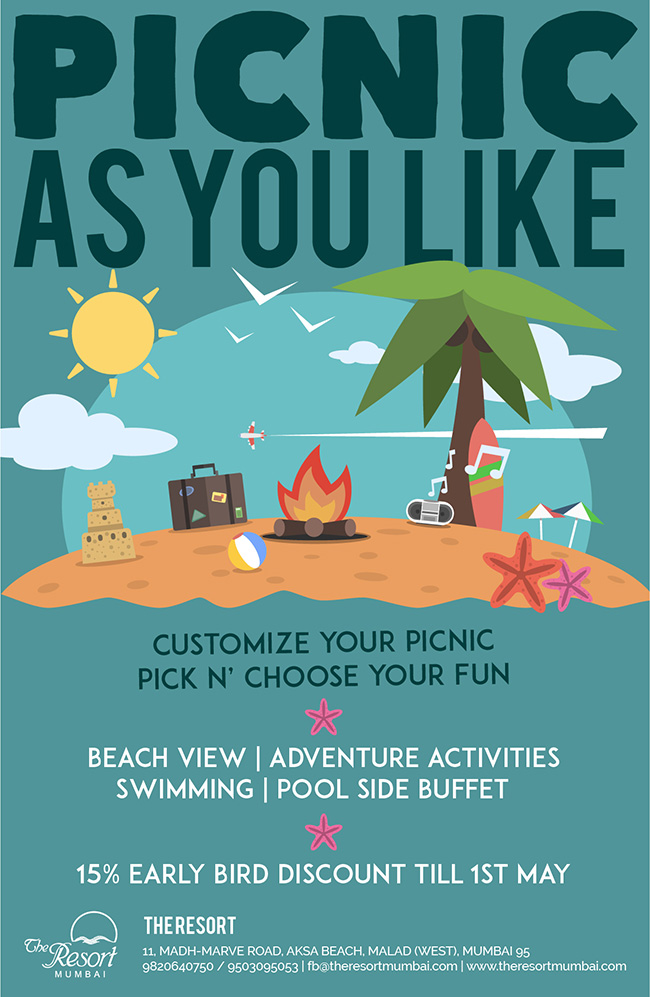 PICNIC
AS YOU LIKE
CUSTOMIZE YOUR PICNIC
PICK N' CHOOSE YOUR FUN
BEACH VIEW | ADVENTURE ACTIVITIES
SWIMMING | POOL SIDE BUFFET
15% EARLY BIRD DISCOUNT TILL 1ST MAY
The Resort
MUMBAI
THE RESORT
11, MADH-MARVE ROAD, AKSA BEACH, MALAD (WEST), MUMBAI 95
9820640750 / 9503095053 | fb@theresortmumbai.com | www.theresortmumbai.com